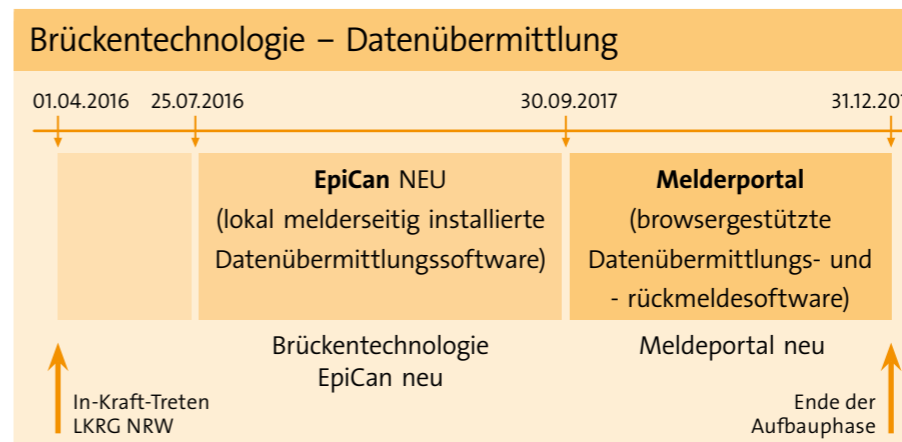 Brückentechnologie – Datenübermittlung
01.04.2016 25.07.2016 30.09.2017
EpiCan NEU
(lokal melderseitig installierte
Datenübermittlungssoftware)
Melderportal
(browsergestützte
Datenübermittlungs- und
- rückmeldesoftware)
Brückentechnologie
EpiCan neu
Meldeportal neu
In-Kraft-Treten
LKRG NRW
Ende der
Aufbauphase